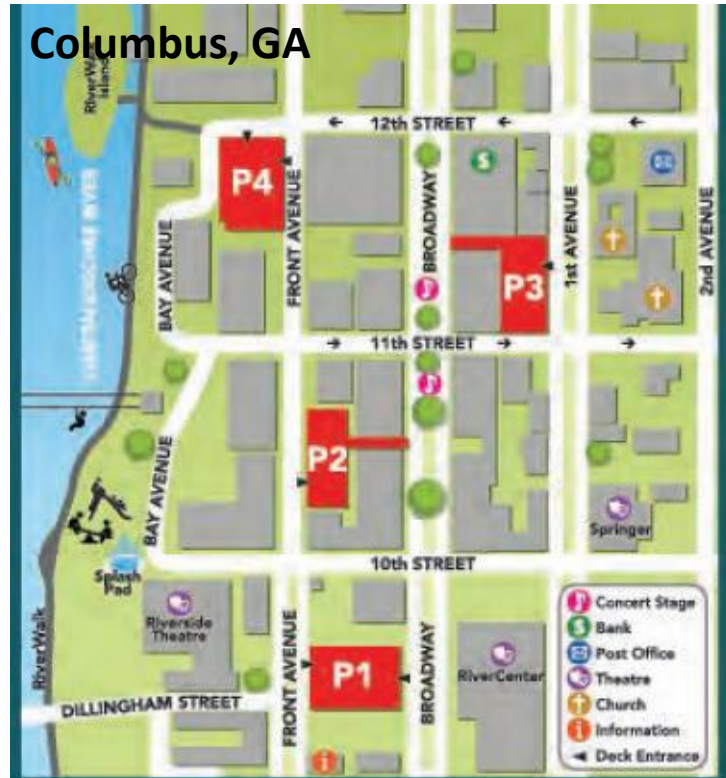 Columbus, GA
RiverWalk
Island
12th STREET
P4
BAY AVENUE
FRONT AVENUE
BROADWAY
P3
1st AVENUE
2nd AVENUE
CHATTAHOOCHEE RIVER
11th STREET
P2
BAY AVENUE
Springer
10th STREET
Splash
Pad
Riverside
Theatre
RiverWalk
FRONT AVENUE
P1
BROADWAY
RiverCenter
DILLINGHAM STREET
Concert Stage
Bank
Post Office
Theatre
Church
Information
Deck Entrance